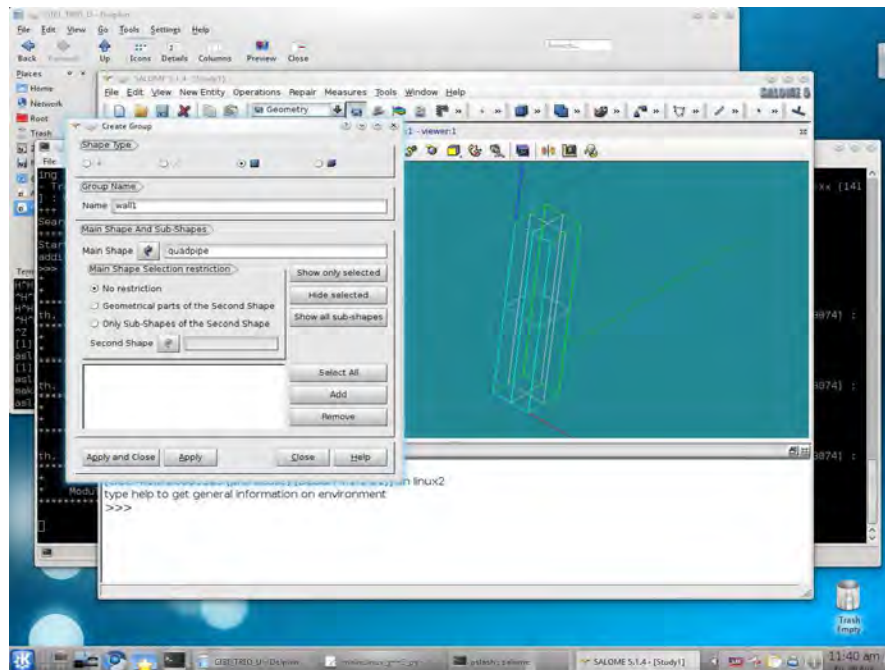 File Edit View Go Tools Settings Help
Back Up Icons Details Columns Preview Close
Places
Home
Network
Root
Trash
SALOME 5.1.4 - [Study1]
File Edit View New Entity Operations Repair Measures Tools Window Help
SALOME 5
Geometry
Create Group
Shape Type
Group Name
Name wall1
Main Shape And Sub-Shapes
Main Shape quadpipe
Main Shape Selection restriction
No restriction
Geometrical parts of the Second Shape
Only Sub-Shapes of the Second Shape
Second Shape
Show only selected
Hide selected
Show all sub-shapes
Select All
Add
Remove
Apply and Close Apply Close Help
viewer:1
on linux2
type help to get general information on environment
>>>
Trash
Empty
SALOME 5.1.4 - [Study1]
11:40 am